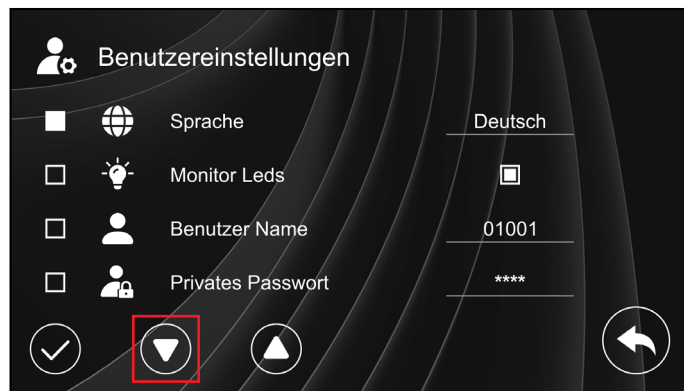 Benutzereinstellungen
Sprache Deutsch
Monitor Leds
Benutzer Name 01001
Privates Passwort ****